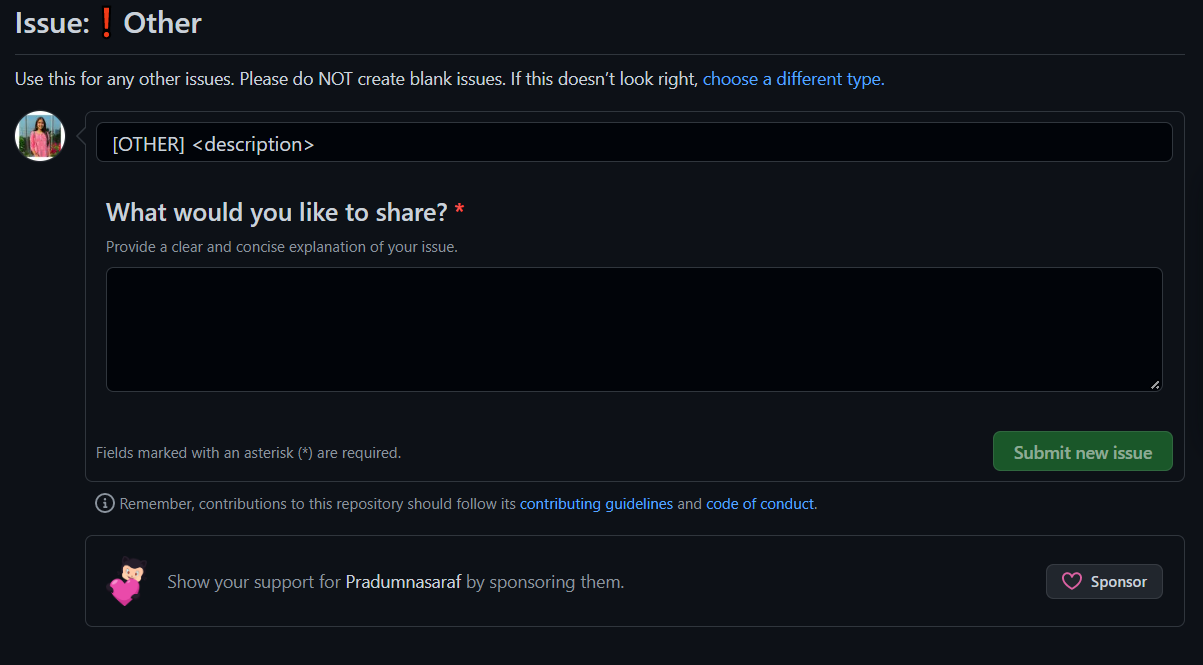 Issue: ❗ Other
Use this for any other issues. Please do NOT create blank issues. If this doesn’t look right, choose a different type.
[OTHER] <description>
What would you like to share? *
Provide a clear and concise explanation of your issue.
Fields marked with an asterisk (*) are required.
Submit new issue
Remember, contributions to this repository should follow its contributing guidelines and code of conduct.
Show your support for Pradumnasaraf by sponsoring them.
Sponsor